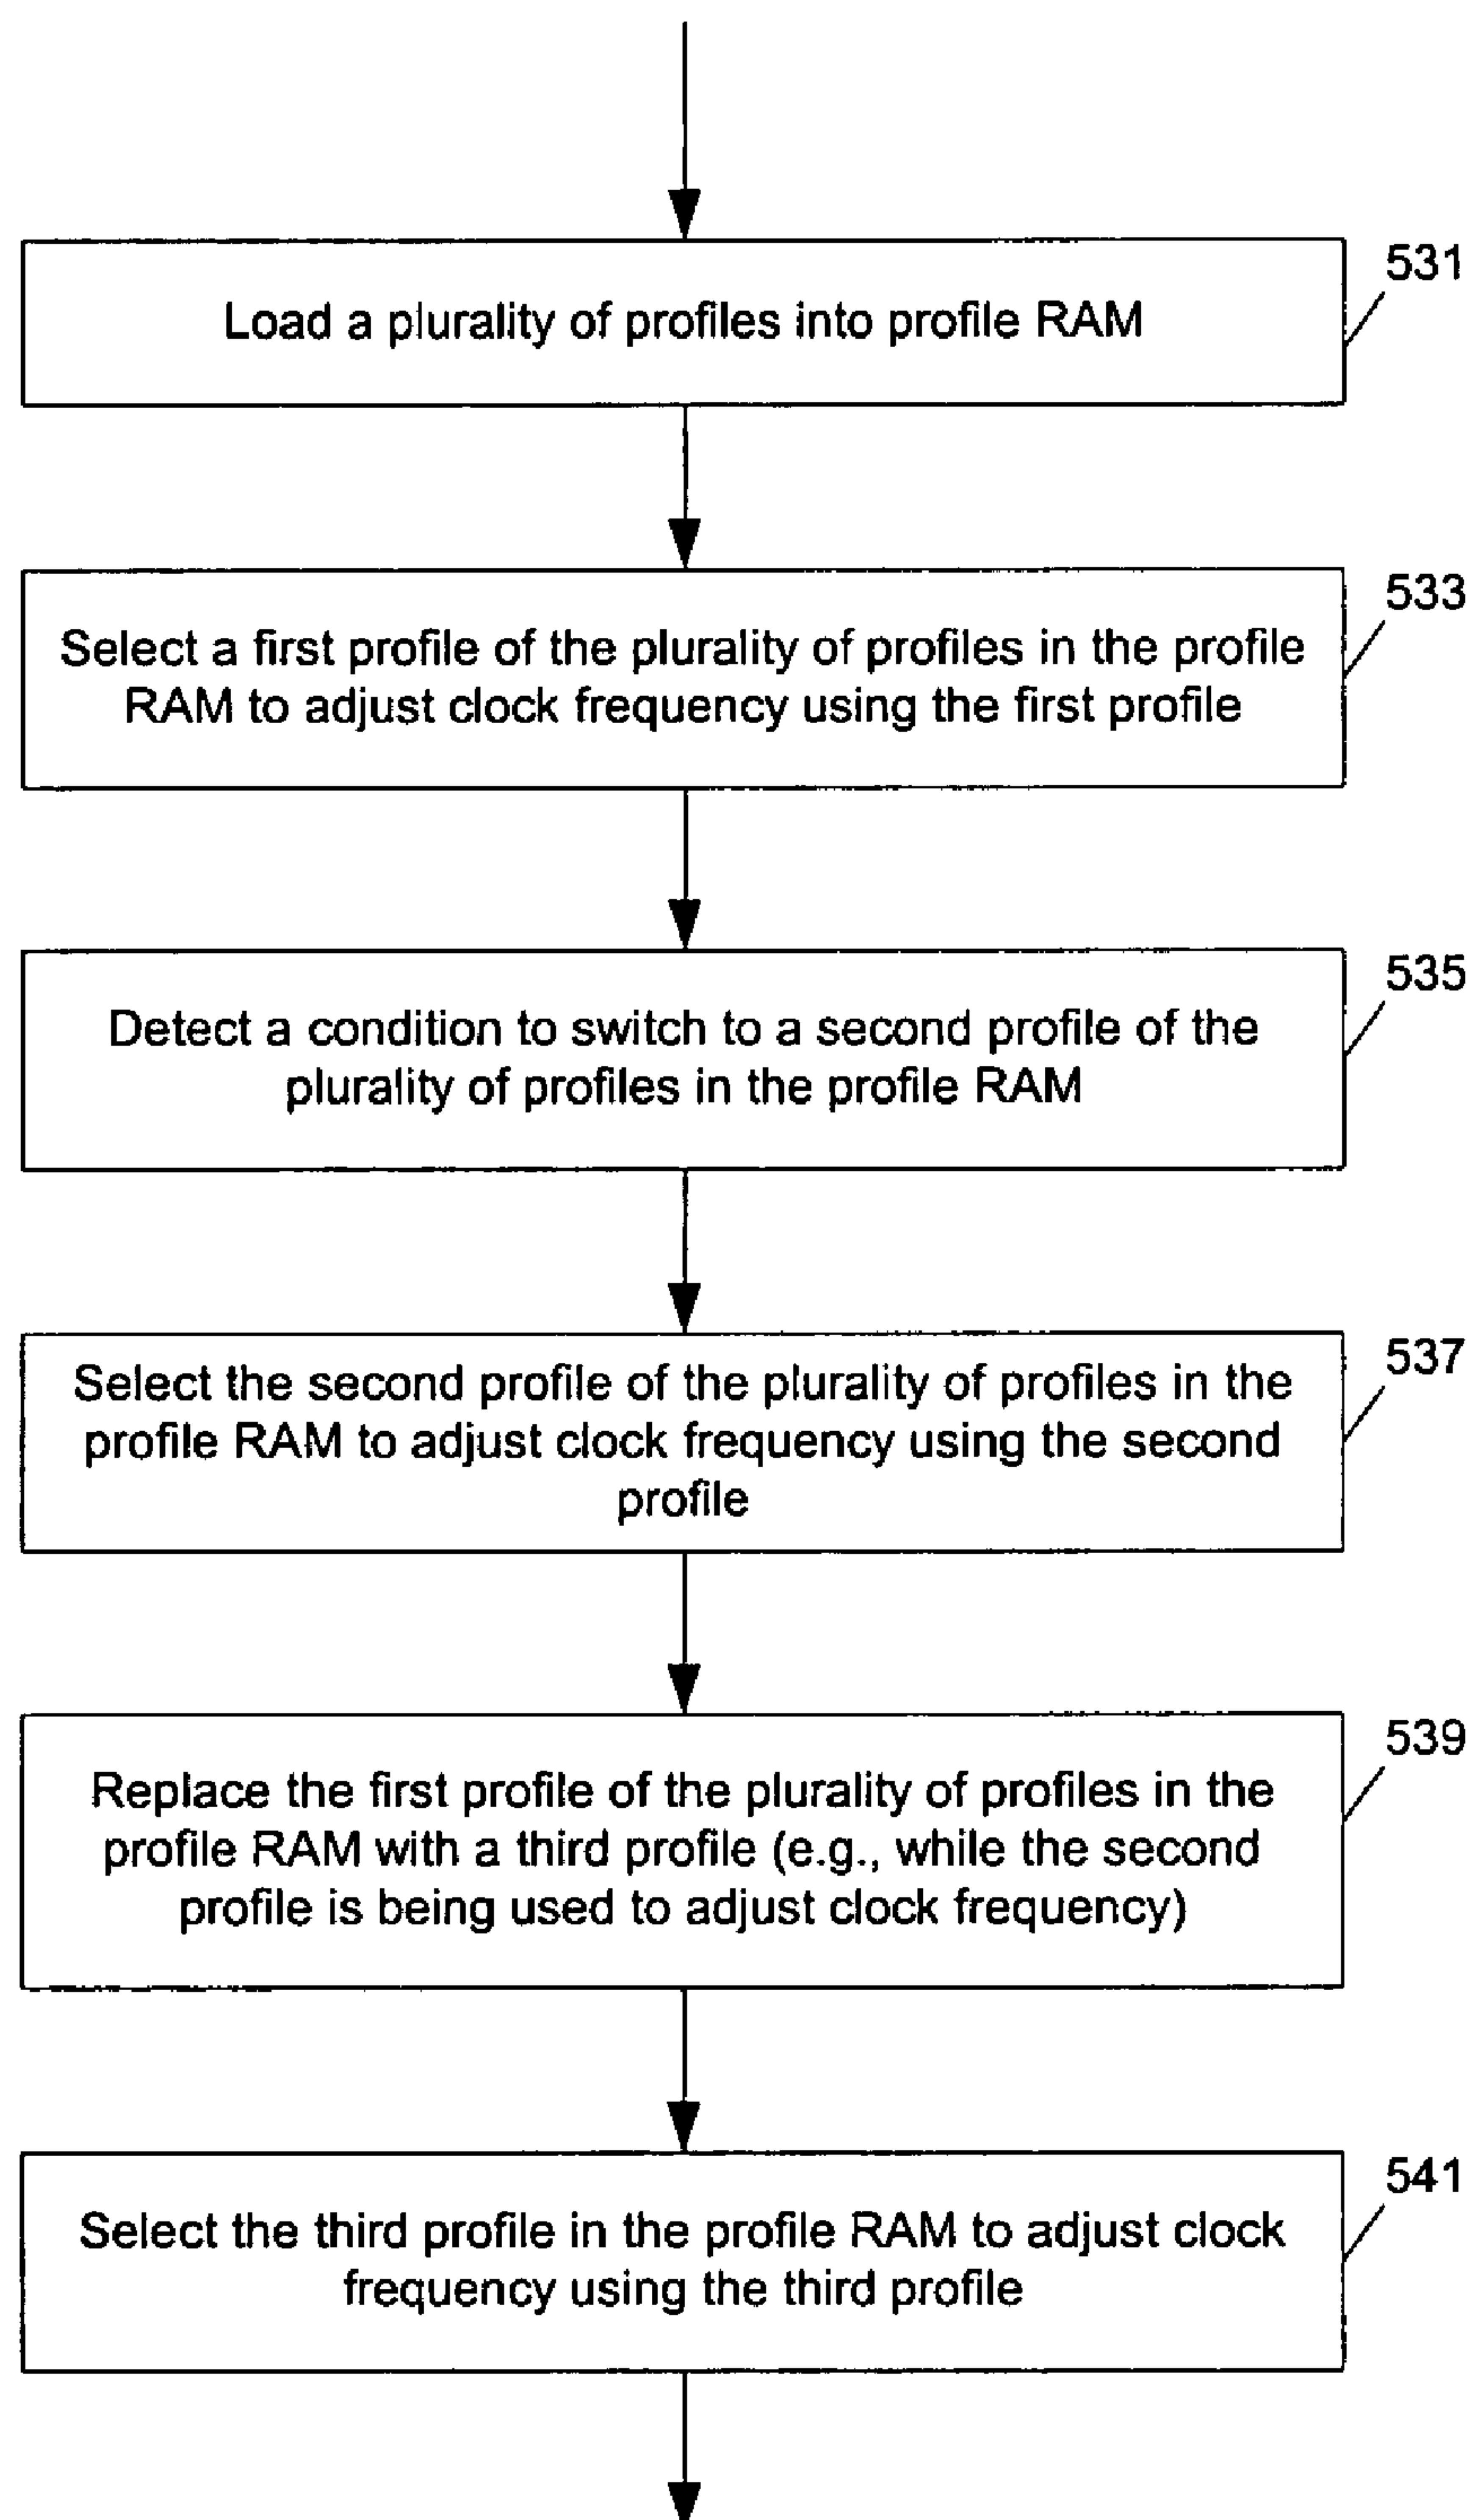 531
Load a plurality of profiles into profile RAM
533
Select a first profile of the plurality of profiles in the profile
RAM to adjust clock frequency using the first profile
535
Detect a condition to switch to a second profile of the
plurality of profiles in the profile RAM
537
Select the second profile of the plurality of profiles in the
profile RAM to adjust clock frequency using the second
profile
539
Replace the first profile of the plurality of profiles in the
profile RAM with a third profile (e.g., while the second
profile is being used to adjust clock frequency)
541
Select the third profile in the profile RAM to adjust clock
frequency using the third profile